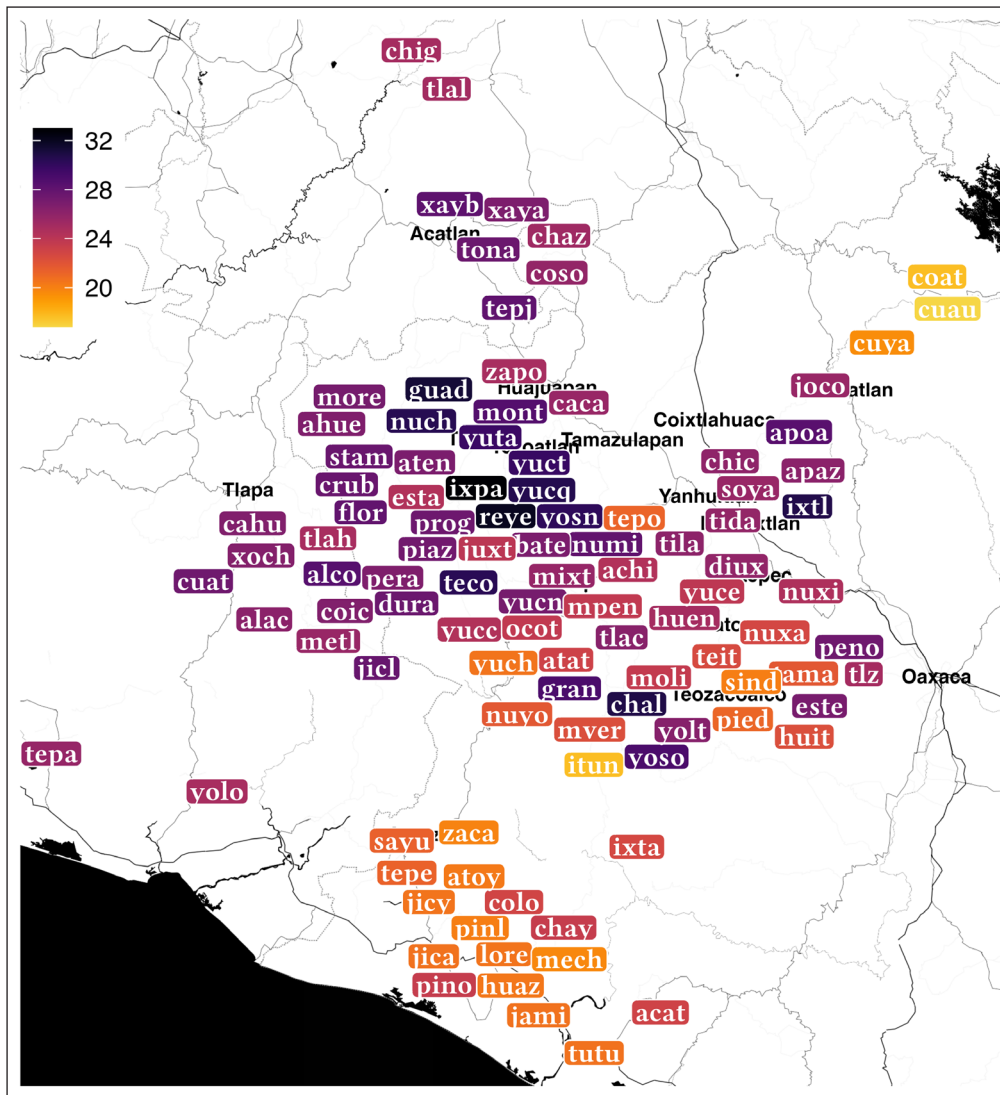 chig
tlal
32
28
24
20
xayb
xaya
Acatlan
chaz
tona
coso
coat
tepj
cuau
cuya
zapo
Huajuapan
joco
atlan
guad
more
caca
mont
nuch
ahue
Coixtlahuaca
apoa
yuta
Tamazulapan
stam
aten
yuct
chic
apaz
crub
ixpa
yucq
soya
Tlapa
esta
Yanhuitlan
ixtl
flor
prog
reye
yosn
tepo
tida
xtlan
cahu
tlah
piaz
juxt
bate
numi
tila
xoch
alco
pera
teco
mixt
achi
diux
cuat
yuce
nuxi
dura
yucn
mpen
coic
huen
alac
yucc
ocot
tlac
nuxa
metl
peno
jicl
yuch
atat
teit
moli
sind
tama
tlz
Oaxaca
gran
chal
Teozacoalco
este
nuyo
mver
yolt
pied
huit
tepa
itun
yoso
yolo
sayu
zaca
ixta
tepe
atoy
jicy
colo
pinl
chay
jica
lore
mech
pino
huaz
jami
acat
tutu